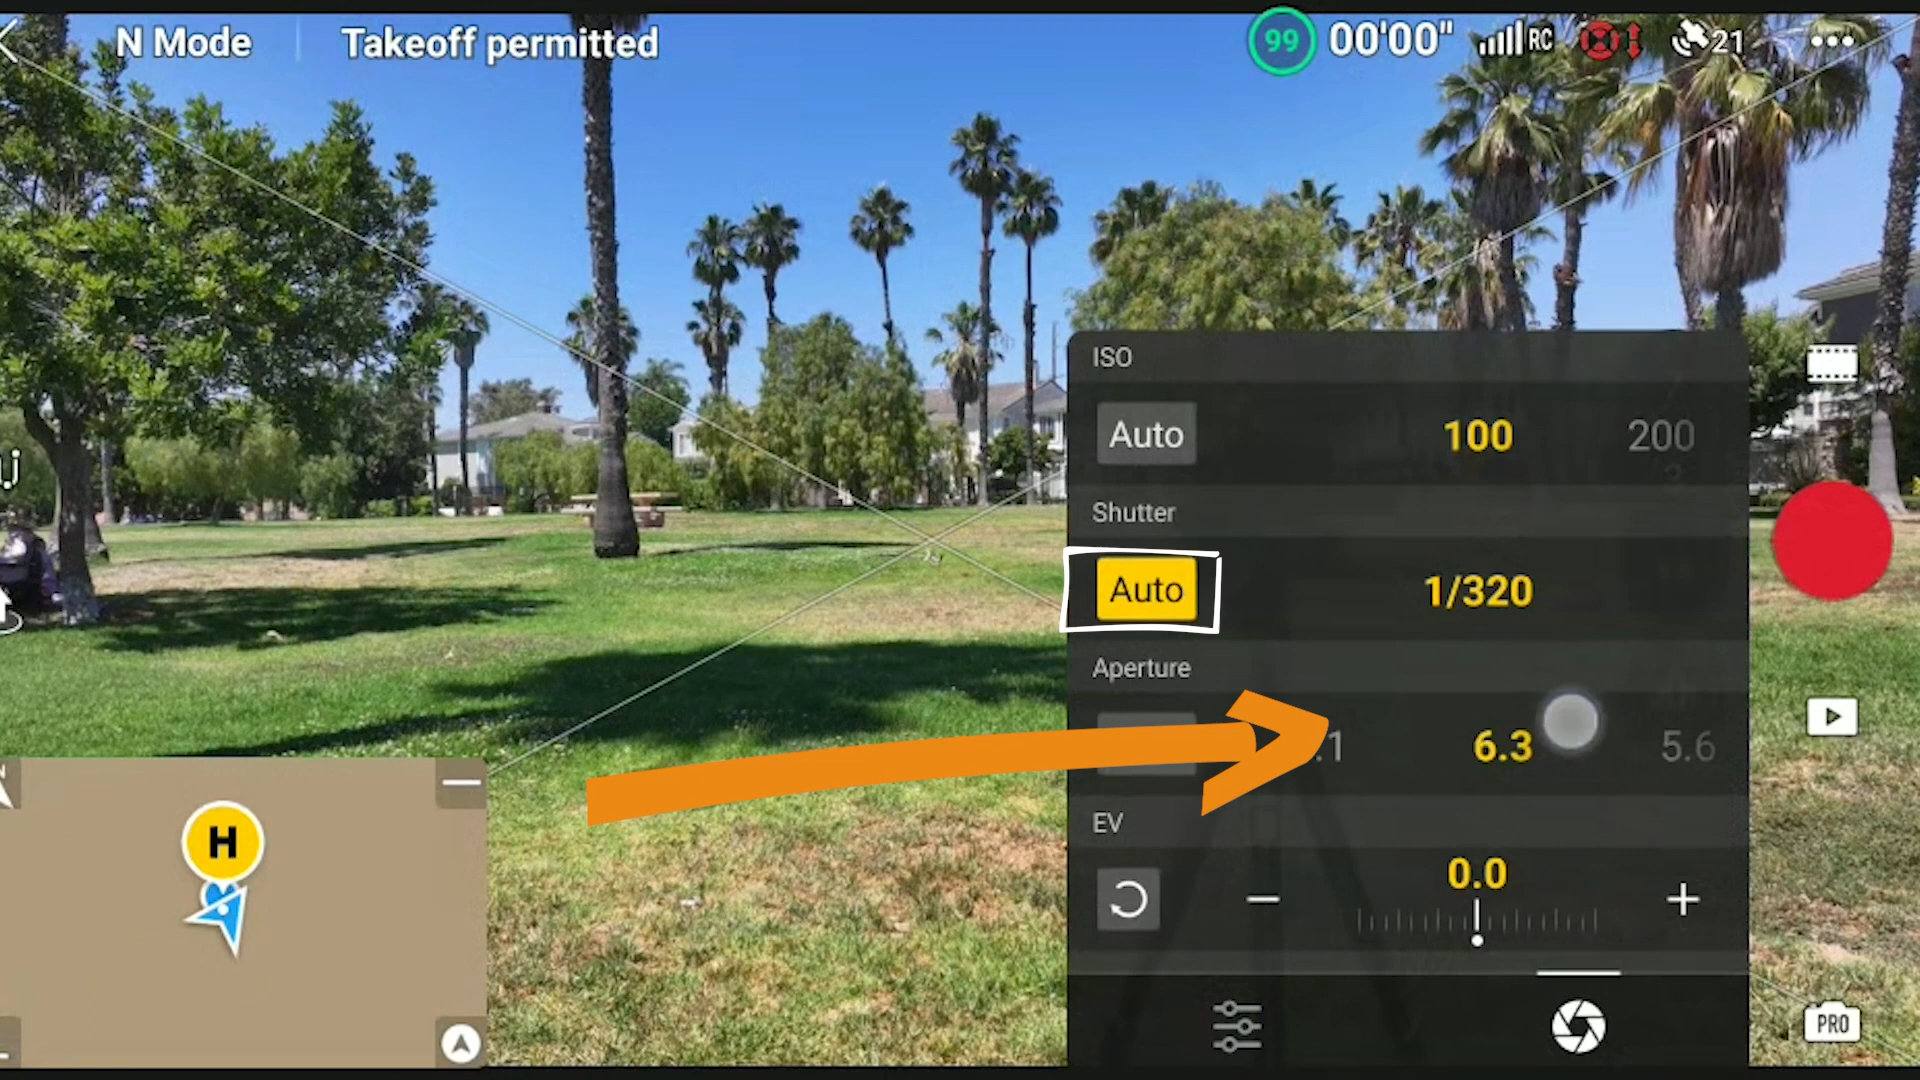 N Mode
Takeoff permitted
99
00'00"
RC
21
ISO
Auto
100
200
Shutter
Auto
1/320
Aperture
6.3
5.6
EV
0.0
H
PRO